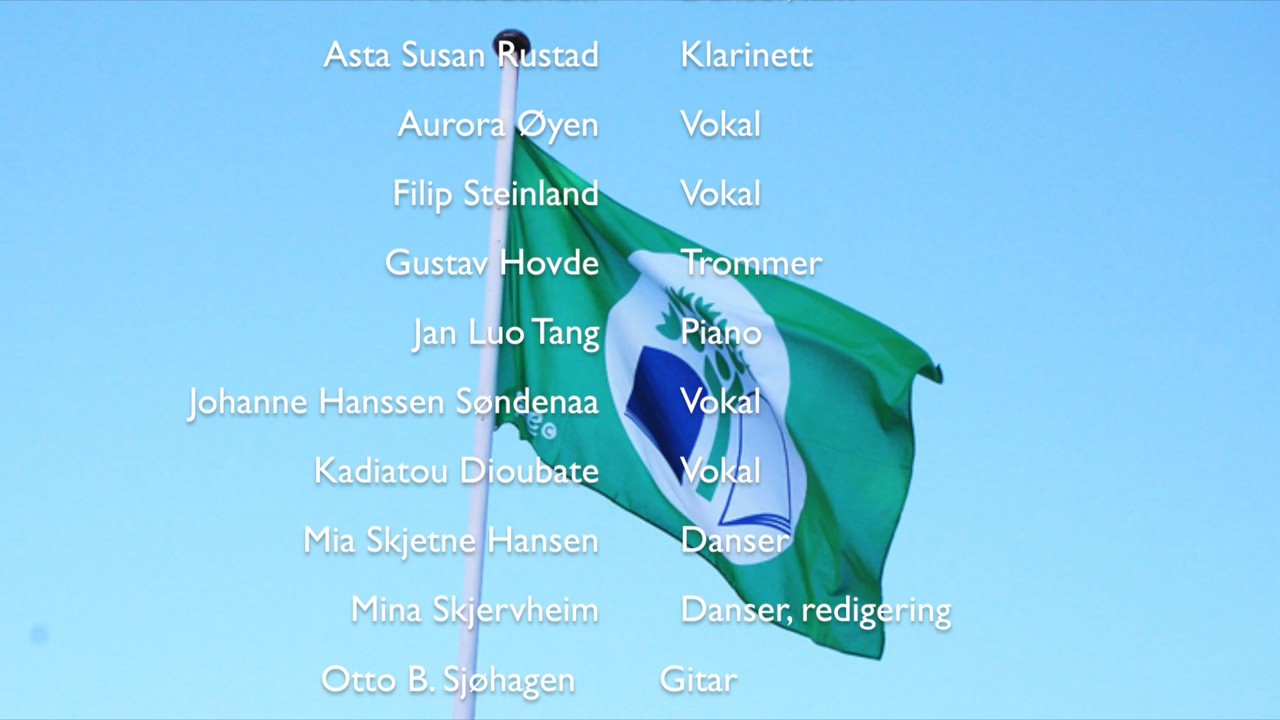 Asta Susan Rustad Klarinett
Aurora Øyen Vokal
Filip Steinland Vokal
Gustav Hovde Trommer
Jan Luo Tang Piano
Johanne Hanssen Søndenaa Vokal
Kadiatou Dioubate Vokal
Mia Skjetne Hansen Danser
Mina Skjervheim Danser, redigering
Otto B. Sjøhagen Gitar